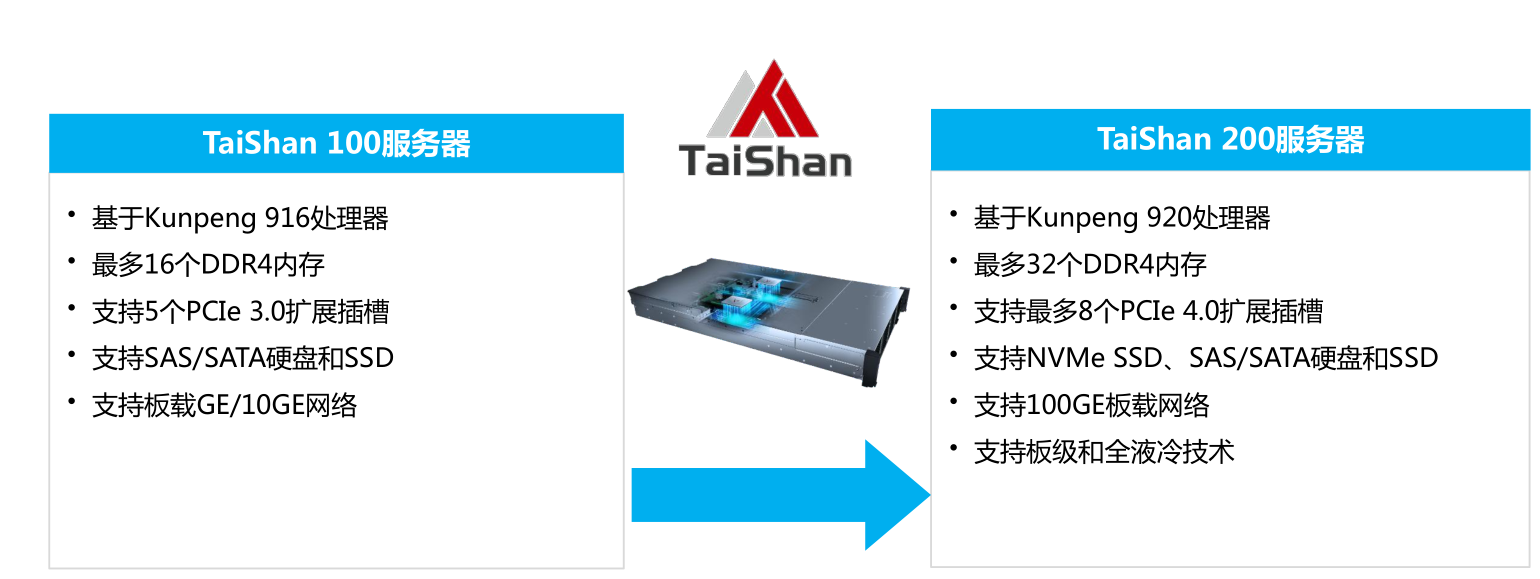 TaiShan 100服务器
• 基于Kunpeng 916处理器
• 最多16个DDR4内存
• 支持5个PCIe 3.0扩展插槽
• 支持SAS/SATA硬盘和SSD
• 支持板载GE/10GE网络
TaiShan
TaiShan 200服务器
• 基于Kunpeng 920处理器
• 最多32个DDR4内存
• 支持最多8个PCIe 4.0扩展插槽
• 支持NVMe SSD、SAS/SATA硬盘和SSD
• 支持100GE板载网络
• 支持板级和全液冷技术